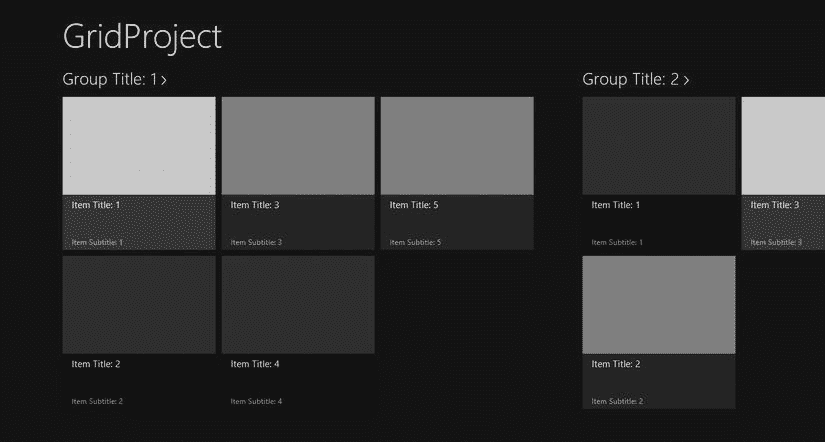 GridProject
Group Title: 1 >
Item Title: 1
Item Subtitle: 1
Item Title: 3
Item Subtitle: 3
Item Title: 5
Item Subtitle: 5
Item Title: 2
Item Subtitle: 2
Item Title: 4
Item Subtitle: 4
Group Title: 2 >
Item Title: 1
Item Subtitle: 1
Item Title: 3
Item Subtitle: 3
Item Title: 2
Item Subtitle: 2